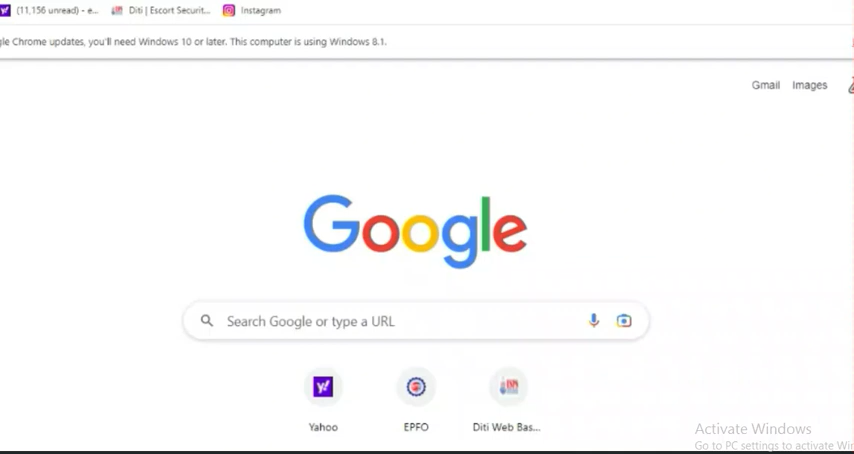 (11,156 unread) - e... Diti | Escort Securit... Instagram
gle Chrome updates, you'll need Windows 10 or later. This computer is using Windows 8.1.
Gmail Images
Google
Search Google or type a URL
Yahoo EPFO Diti Web Bas...
Activate Windows
Go to PC settings to activate Win